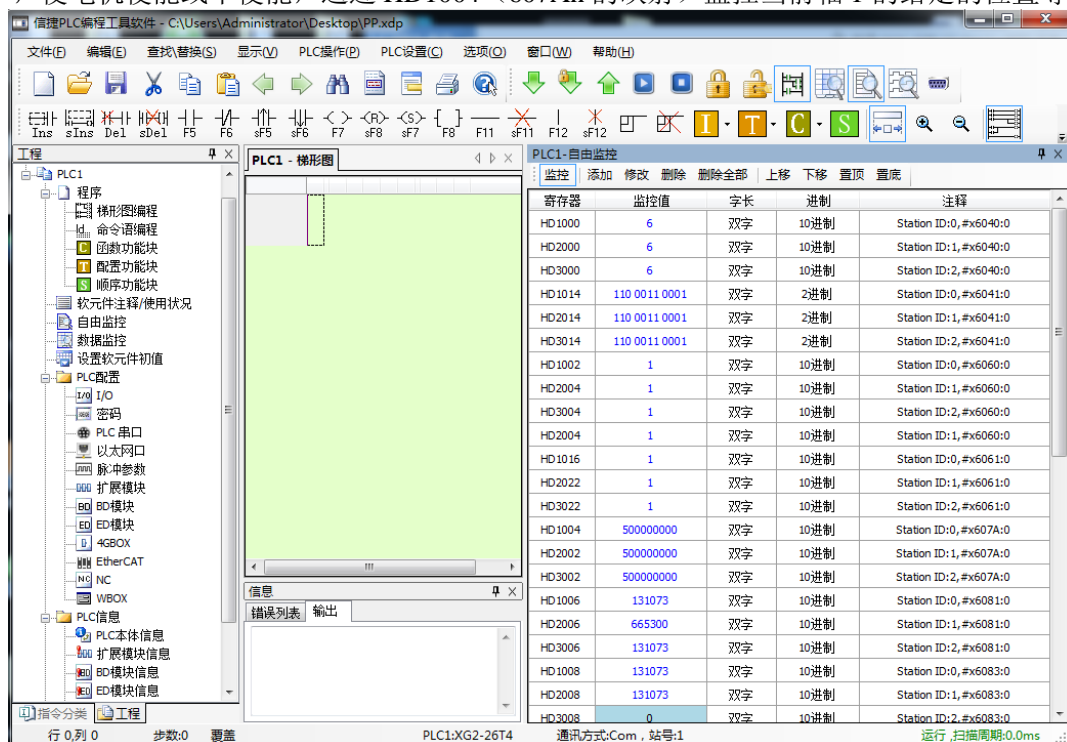 信捷PLC编程工具软件 - C:\Users\Administrator\Desktop\PP.xdp
文件(F) 编辑(E) 查找\替换(S) 显示(V) PLC操作(P) PLC设置(C) 选项(O) 窗口(W) 帮助(H)
Ins sIns Del sDel F5 F6 sF5 sF6 F7 sF8 sF7 F8 F11 sF11 F12 sF12 I T C S
工程
PLC1
程序
梯形图编程
命令语编程
函数功能块
配置功能块
顺序功能块
软元件注释/使用状况
自由监控
数据监控
设置软元件初值
PLC配置
I/O
密码
PLC 串口
以太网口
脉冲参数
扩展模块
BD模块
ED模块
4GBOX
EtherCAT
NC
WBOX
PLC信息
PLC本体信息
扩展模块信息
BD模块信息
ED模块信息
指令分类 工程
PLC1 - 梯形图
信息
错误列表 输出
PLC1-自由监控
监控 添加 修改 删除 删除全部 上移 下移 置顶 置底
寄存器 监控值 字长 进制 注释
HD1000 6 双字 10进制 Station ID:0,#x6040:0
HD2000 6 双字 10进制 Station ID:1,#x6040:0
HD3000 6 双字 10进制 Station ID:2,#x6040:0
HD1014 110 0011 0001 双字 2进制 Station ID:0,#x6041:0
HD2014 110 0011 0001 双字 2进制 Station ID:1,#x6041:0
HD3014 110 0011 0001 双字 2进制 Station ID:2,#x6041:0
HD1002 1 双字 10进制 Station ID:0,#x6060:0
HD2004 1 双字 10进制 Station ID:1,#x6060:0
HD3004 1 双字 10进制 Station ID:2,#x6060:0
HD2004 1 双字 10进制 Station ID:1,#x6060:0
HD1016 1 双字 10进制 Station ID:0,#x6061:0
HD2022 1 双字 10进制 Station ID:1,#x6061:0
HD3022 1 双字 10进制 Station ID:2,#x6061:0
HD1004 500000000 双字 10进制 Station ID:0,#x607A:0
HD2002 500000000 双字 10进制 Station ID:1,#x607A:0
HD3002 500000000 双字 10进制 Station ID:2,#x607A:0
HD1006 131073 双字 10进制 Station ID:0,#x6081:0
HD2006 665300 双字 10进制 Station ID:1,#x6081:0
HD3006 131073 双字 10进制 Station ID:2,#x6081:0
HD1008 131073 双字 10进制 Station ID:0,#x6083:0
HD2008 131073 双字 10进制 Station ID:1,#x6083:0
HD3008 0 双字 10进制 Station ID:2,#x6083:0
行 0,列 0 步数:0 覆盖 PLC1:XG2-26T4 通讯方式:Com，站号:1 运行 ,扫描周期:0.0ms